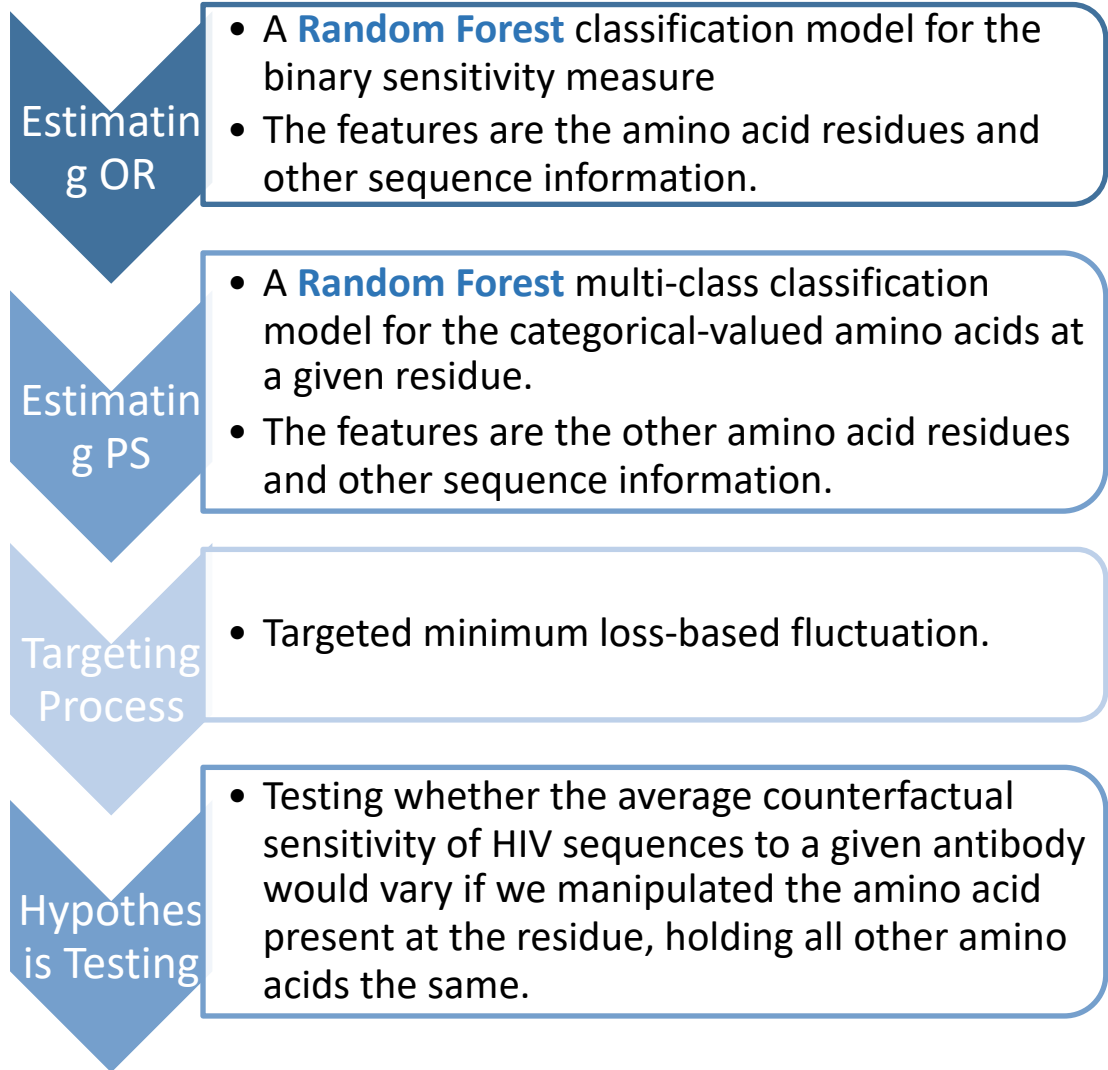 Estimatin
g OR
• A Random Forest classification model for the
binary sensitivity measure
• The features are the amino acid residues and
other sequence information.
Estimatin
g PS
• A Random Forest multi-class classification
model for the categorical-valued amino acids at
a given residue.
• The features are the other amino acid residues
and other sequence information.
Targeting
Process
• Targeted minimum loss-based fluctuation.
Hypothes
is Testing
• Testing whether the average counterfactual
sensitivity of HIV sequences to a given antibody
would vary if we manipulated the amino acid
present at the residue, holding all other amino
acids the same.